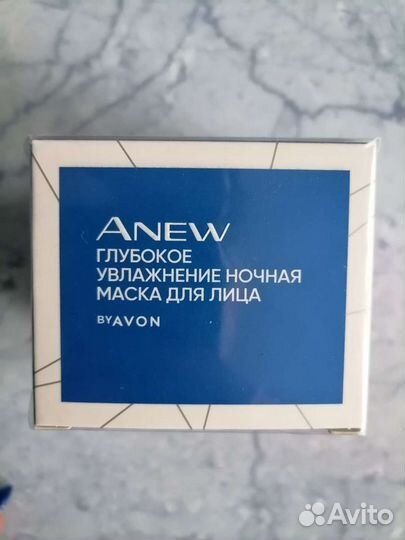 ANEW
ГЛУБОКОЕ
УВЛАЖНЕНИЕ НОЧНАЯ
МАСКА ДЛЯ ЛИЦА
BY AVON
Avito